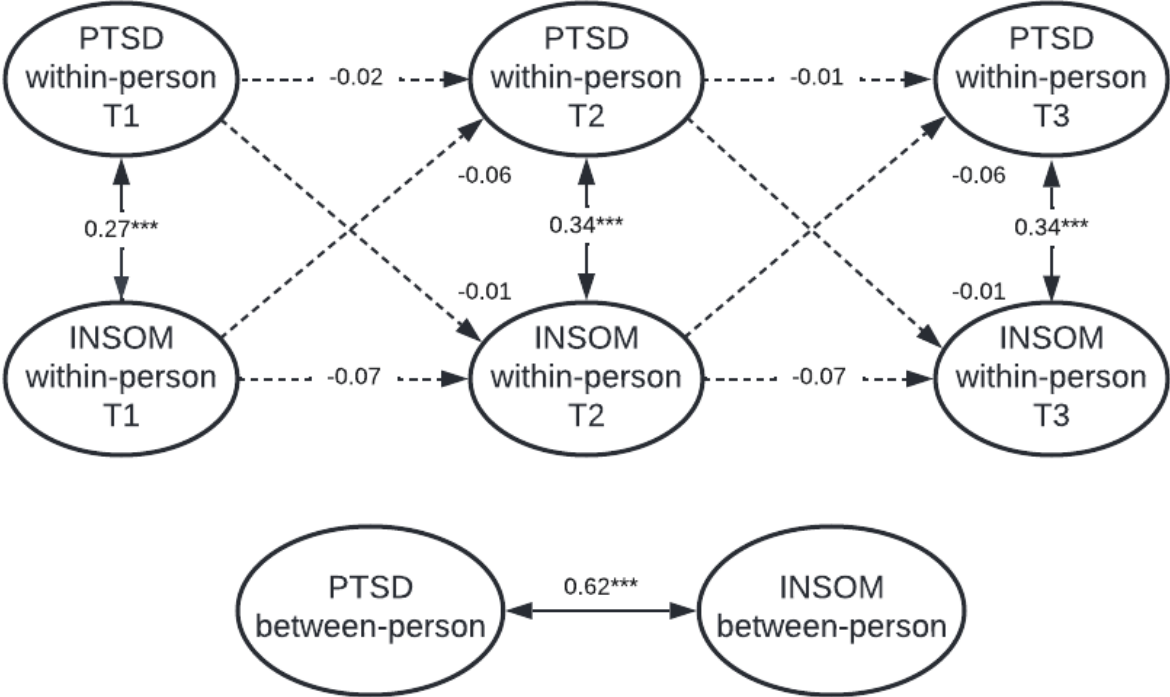 PTSD
within-person
T1
-0.02
PTSD
within-person
T2
-0.01
PTSD
within-person
T3
-0.06
-0.06
0.27***
0.34***
0.34***
-0.01
-0.01
INSOM
within-person
T1
-0.07
INSOM
within-person
T2
-0.07
INSOM
within-person
T3
PTSD
between-person
0.62***
INSOM
between-person